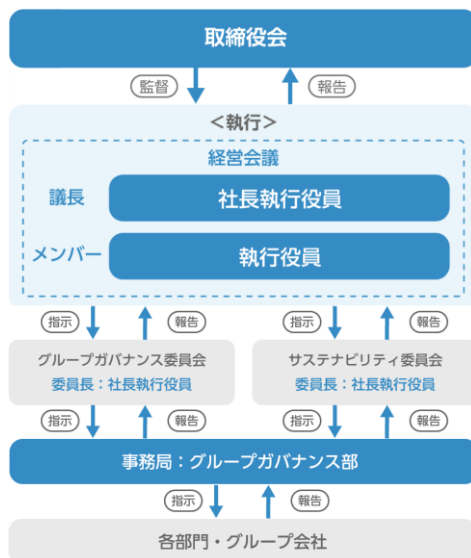 取締役会
監督
報告
＜執行＞
経営会議
議長
社長執行役員
メンバー
執行役員
指示
報告
指示
報告
グループガバナンス委員会
委員長：社長執行役員
サステナビリティ委員会
委員長：社長執行役員
指示
報告
指示
報告
事務局：グループガバナンス部
指示
報告
各部門・グループ会社